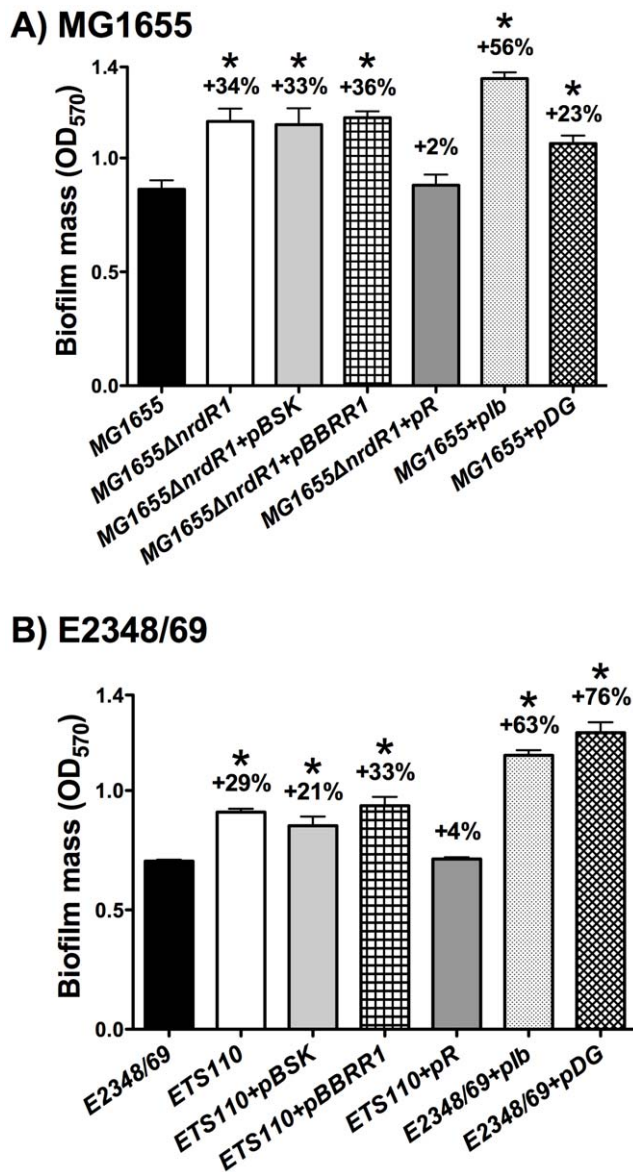 A) MG1655
Biofilm mass (OD570)
1.4
1.0
0.5
0.0
*
+34%
*
+33%
*
+36%
+2%
*
+56%
*
+23%
MG1655
MG1655ΔnrdR1
MG1655ΔnrdR1+pBSK
MG1655ΔnrdR1+pBBRR1
MG1655ΔnrdR1+pR
MG1655+pIb
MG1655+pDG
B) E2348/69
Biofilm mass (OD570)
1.4
1.0
0.5
0.0
*
+29%
*
+21%
*
+33%
+4%
*
+63%
*
+76%
E2348/69
ETS110
ETS110+pBSK
ETS110+pBBRR1
ETS110+pR
E2348/69+pIb
E2348/69+pDG